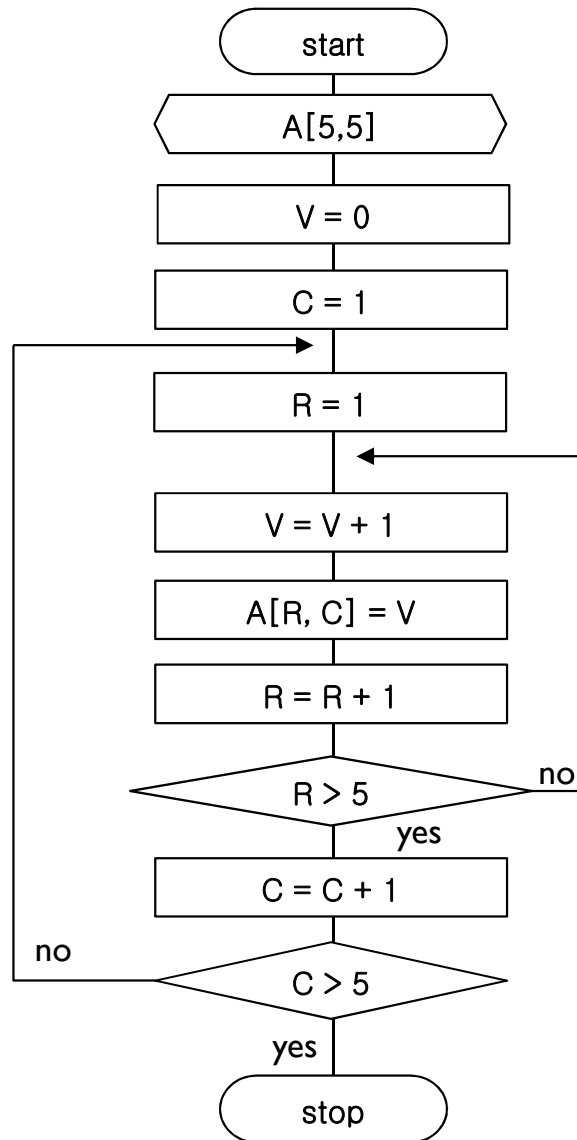 start
A[5,5]
V = 0
C = 1
R = 1
V = V + 1
A[R, C] = V
R = R + 1
R > 5
no
yes
C = C + 1
no
C > 5
yes
stop